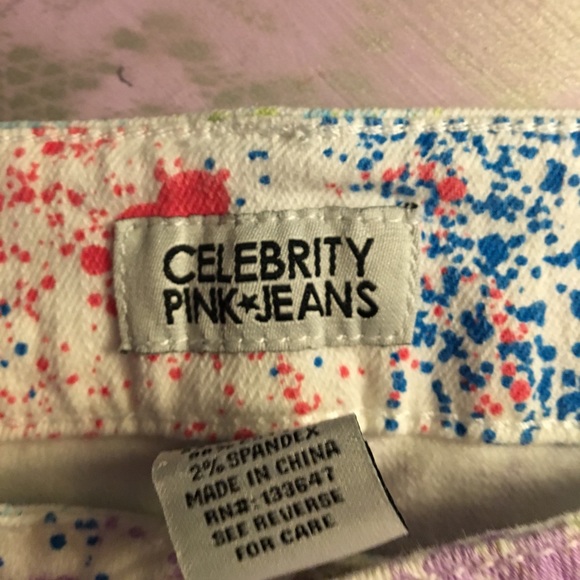 CELEBRITY
PINK★JEANS
2% SPANDEX
MADE IN CHINA
RN#: 133647
SEE REVERSE
FOR CARE